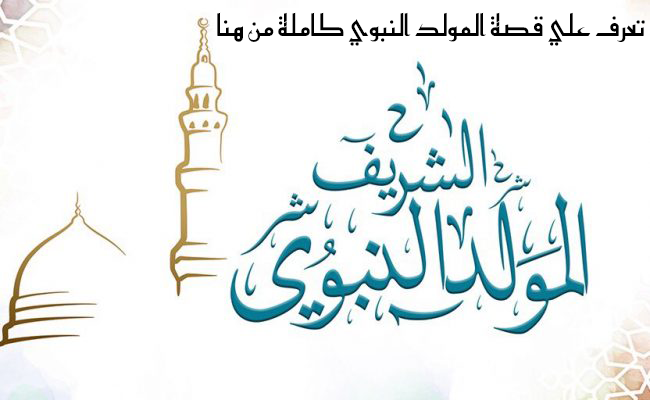 تعرف علي قصة المولد النبوي كاملة من هنا
المولد النبوي
الشريف